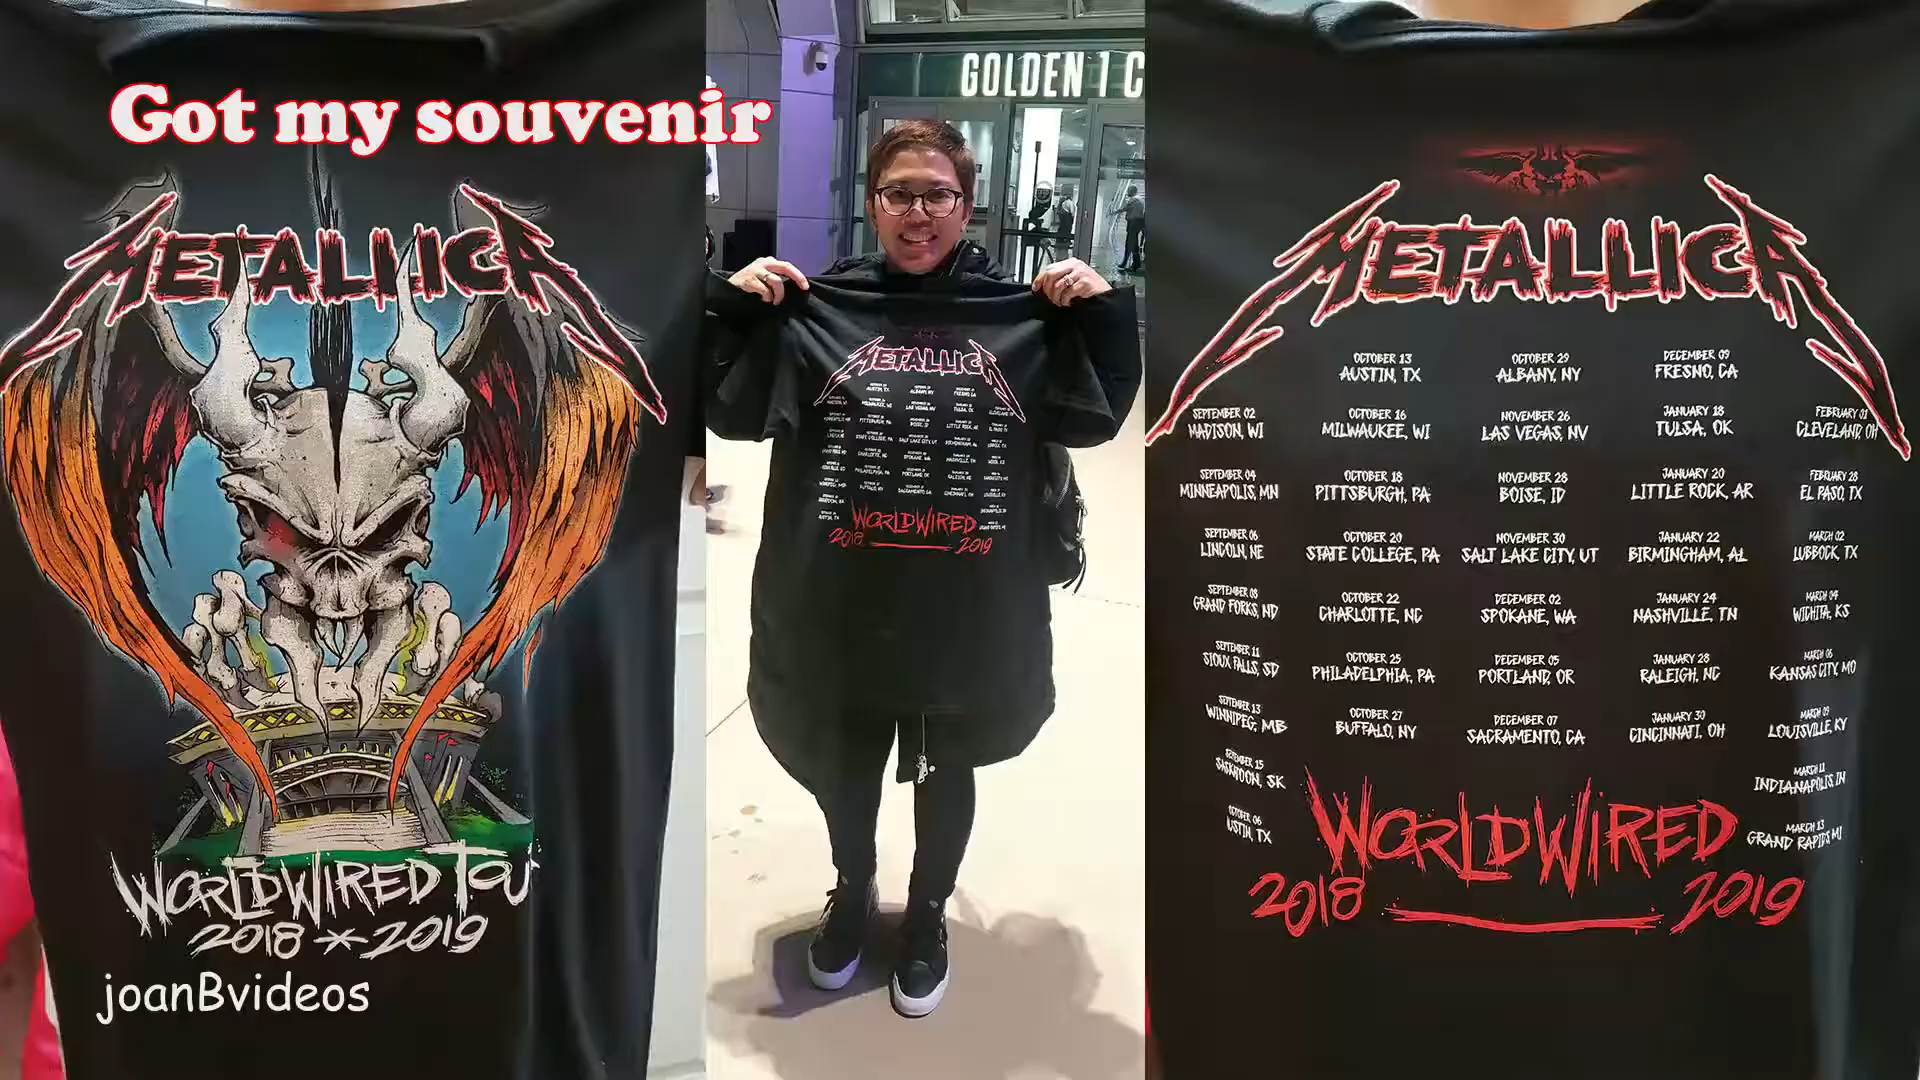 Got my souvenir
METALLICA
WORLDWIRED TOU
2018 * 2019
joanBvideos
GOLDEN 1 C
METALLICA
WORLDWIRED
2018 2019
METALLICA
SEPTEMBER 02
MADISON, WI
SEPTEMBER 04
MINNEAPOLIS, MN
SEPTEMBER 06
LINCOLN, NE
SEPTEMBER 08
GRAND FORKS, ND
SEPTEMBER 11
SIOUX FALLS, SD
SEPTEMBER 13
WINNIPEG, MB
SEPTEMBER 15
SASKATOON, SK
OCTOBER 06
USTIN, TX
OCTOBER 13
AUSTIN, TX
OCTOBER 16
MILWAUKEE, WI
OCTOBER 18
PITTSBURGH, PA
OCTOBER 20
STATE COLLEGE, PA
OCTOBER 22
CHARLOTTE, NC
OCTOBER 25
PHILADELPHIA, PA
OCTOBER 27
BUFFALO, NY
OCTOBER 29
ALBANY, NY
NOVEMBER 26
LAS VEGAS, NV
NOVEMBER 28
BOISE, ID
NOVEMBER 30
SALT LAKE CITY, UT
DECEMBER 02
SPOKANE, WA
DECEMBER 05
PORTLAND, OR
DECEMBER 07
SACRAMENTO, CA
DECEMBER 09
FRESNO, CA
JANUARY 18
TULSA, OK
JANUARY 20
LITTLE ROCK, AR
JANUARY 22
BIRMINGHAM, AL
JANUARY 24
NASHVILLE, TN
JANUARY 28
RALEIGH, NC
JANUARY 30
CINCINNATI, OH
FEBRUARY 01
CLEVELAND, OH
FEBRUARY 28
EL PASO, TX
MARCH 02
LUBBOCK, TX
MARCH 04
WICHITA, KS
MARCH 06
KANSAS CITY, MO
MARCH 09
LOUISVILLE, KY
MARCH 11
INDIANAPOLIS, IN
MARCH 13
GRAND RAPIDS MI
WORLDWIRED
2018 2019